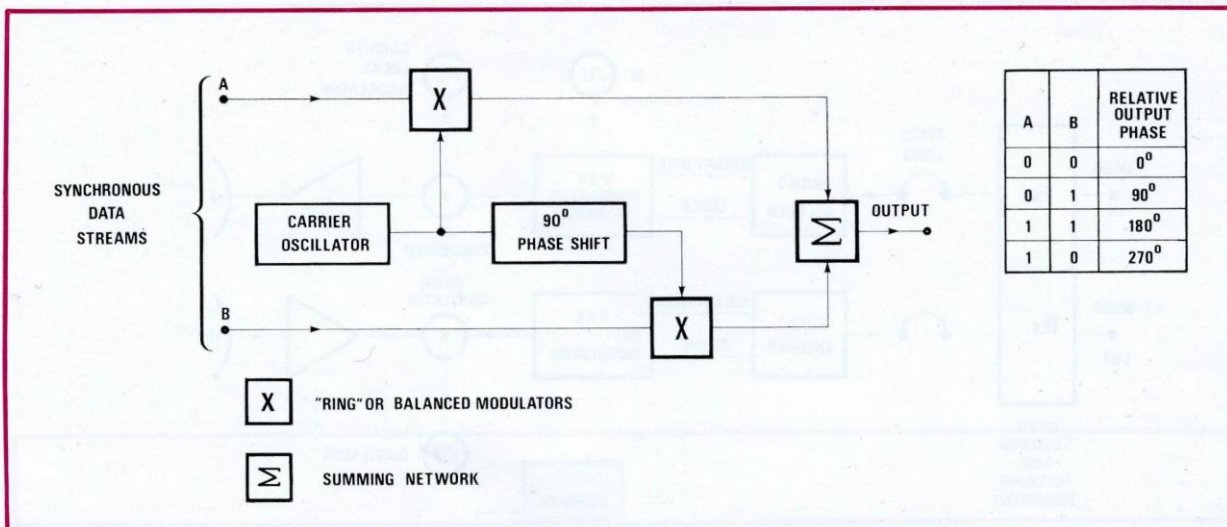 A
X
RELATIVE
OUTPUT
A B PHASE
0 0 0°
0 1 90°
1 1 180°
1 0 270°
SYNCHRONOUS
DATA
STREAMS
CARRIER
OSCILLATOR
90°
PHASE SHIFT
Σ
OUTPUT
B
X
X "RING" OR BALANCED MODULATORS
Σ SUMMING NETWORK